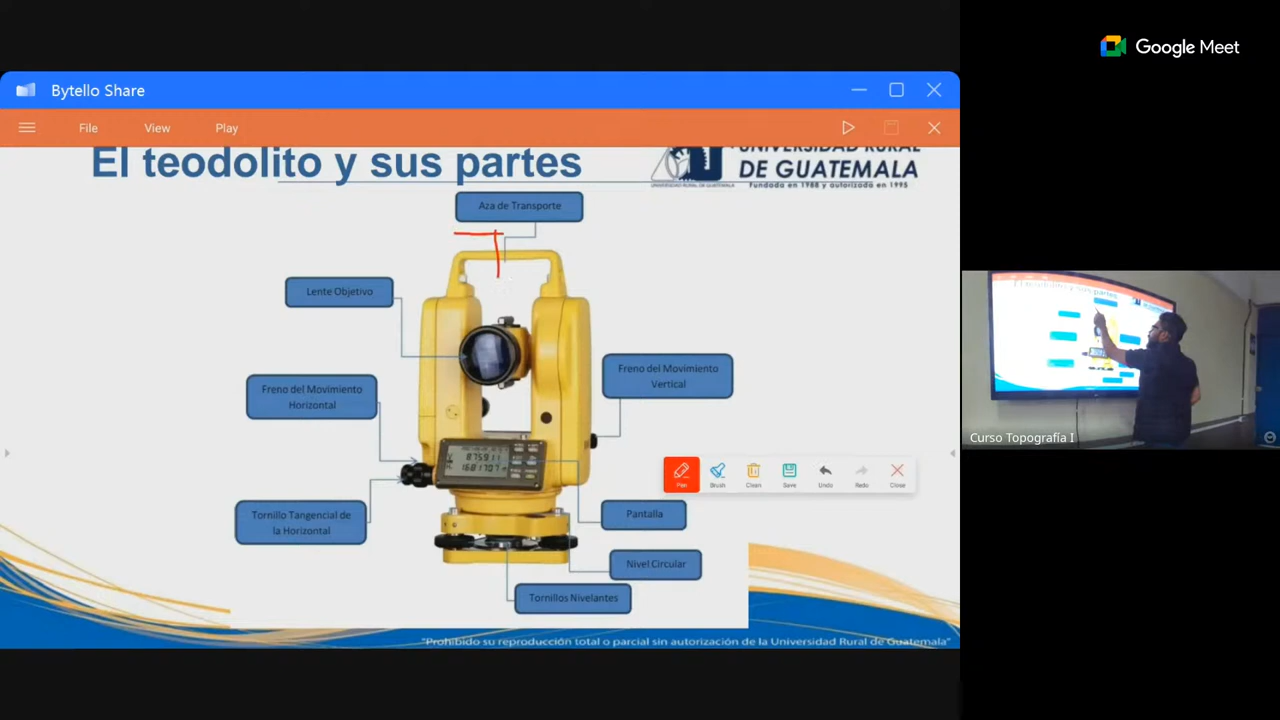 Google Meet
Bytello Share
File
View
Play
El teodolito y sus partes
UNIVERSIDAD RURAL
DE GUATEMALA
Fundada en 1988 y autorizado en 1995
Aza de Transporte
Lente Objetivo
Freno del Movimiento
Vertical
Freno del Movimiento
Horizontal
Pen
Brush
Clean
Save
Undo
Redo
Close
Tornillo Tangencial de
la Horizontal
Pantalla
Nivel Circular
Tornillos Nivelantes
"Prohibido su reproducción total o parcial sin autorización de la Universidad Rural de Guatemala"
Curso Topografía I